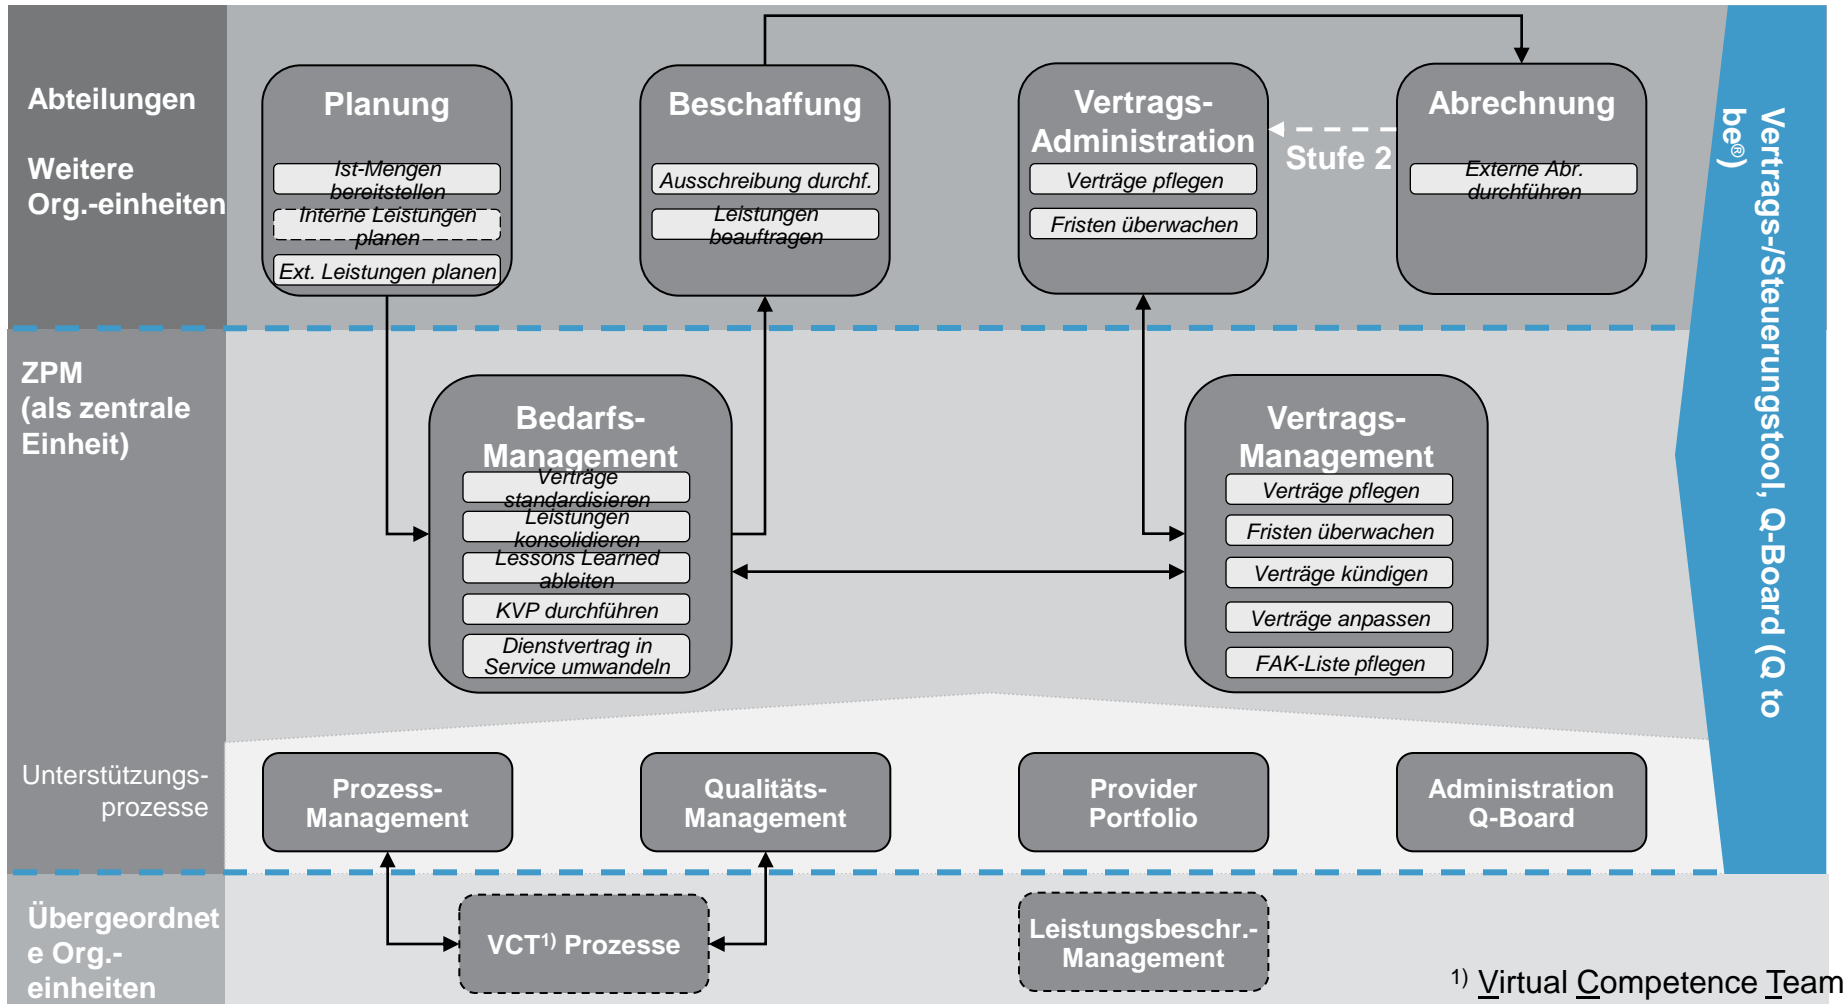 Abteilungen
Weitere
Org.-einheiten
Planung
Ist-Mengen
bereitstellen
Interne Leistungen
planen
Ext. Leistungen planen
Beschaffung
Ausschreibung durchf.
Leistungen
beauftragen
Vertrags-
Administration
Verträge pflegen
Fristen überwachen
Stufe 2
Abrechnung
Externe Abr.
durchführen
Vertrags-/Steuerungstool, Q-Board (Q to
be®)
ZPM
(als zentrale
Einheit)
Bedarfs-
Management
Verträge
standardisieren
Leistungen
konsolidieren
Lessons Learned
ableiten
KVP durchführen
Dienstvertrag in
Service umwandeln
Vertrags-
Management
Verträge pflegen
Fristen überwachen
Verträge kündigen
Verträge anpassen
FAK-Liste pflegen
Unterstützungs-
prozesse
Prozess-
Management
Qualitäts-
Management
Provider
Portfolio
Administration
Q-Board
Übergeordnet
e Org.-
einheiten
VCT1) Prozesse
Leistungsbeschr.-
Management
1) Virtual Competence Team